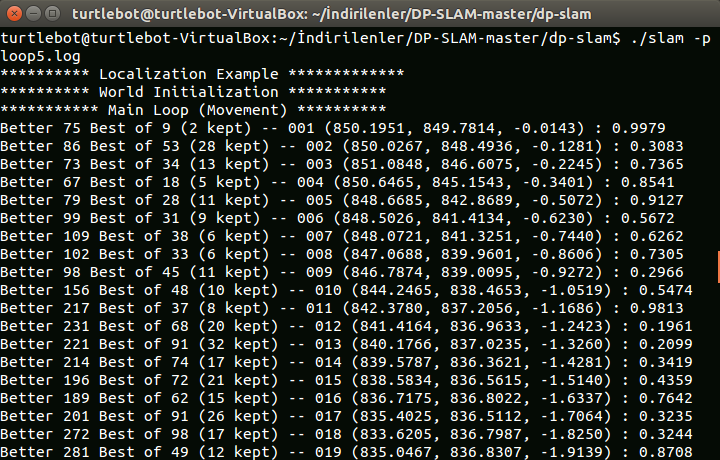 turtlebot@turtlebot-VirtualBox: ~/İndirilenler/DP-SLAM-master/dp-slam
turtlebot@turtlebot-VirtualBox:~/İndirilenler/DP-SLAM-master/dp-slam$ ./slam -p
loop5.log
********** Localization Example *************
********** World Initialization ***********
*********** Main Loop (Movement) **********
Better 75 Best of 9 (2 kept) -- 001 (850.1951, 849.7814, -0.0143) : 0.9979
Better 86 Best of 53 (28 kept) -- 002 (850.0267, 848.4936, -0.1281) : 0.3083
Better 73 Best of 34 (13 kept) -- 003 (851.0848, 846.6075, -0.2245) : 0.7365
Better 67 Best of 18 (5 kept) -- 004 (850.6465, 845.1543, -0.3401) : 0.8541
Better 79 Best of 28 (11 kept) -- 005 (848.6685, 842.8689, -0.5072) : 0.9127
Better 99 Best of 31 (9 kept) -- 006 (848.5026, 841.4134, -0.6230) : 0.5672
Better 109 Best of 38 (6 kept) -- 007 (848.0721, 841.3251, -0.7440) : 0.6262
Better 102 Best of 33 (6 kept) -- 008 (847.0688, 839.9601, -0.8606) : 0.7305
Better 98 Best of 45 (11 kept) -- 009 (846.7874, 839.0095, -0.9272) : 0.2966
Better 156 Best of 48 (10 kept) -- 010 (844.2465, 838.4653, -1.0519) : 0.5474
Better 217 Best of 37 (8 kept) -- 011 (842.3780, 837.2056, -1.1686) : 0.9813
Better 231 Best of 68 (20 kept) -- 012 (841.4164, 836.9633, -1.2423) : 0.1961
Better 221 Best of 91 (32 kept) -- 013 (840.1766, 837.0235, -1.3260) : 0.2099
Better 214 Best of 74 (17 kept) -- 014 (839.5787, 836.3621, -1.4281) : 0.3419
Better 196 Best of 72 (21 kept) -- 015 (838.5834, 836.5615, -1.5140) : 0.4359
Better 189 Best of 62 (15 kept) -- 016 (836.7175, 836.8022, -1.6337) : 0.7642
Better 201 Best of 91 (26 kept) -- 017 (835.4025, 836.5112, -1.7064) : 0.3235
Better 272 Best of 98 (17 kept) -- 018 (833.6205, 836.7987, -1.8250) : 0.3244
Better 281 Best of 49 (12 kept) -- 019 (835.0467, 836.8307, -1.9139) : 0.8708